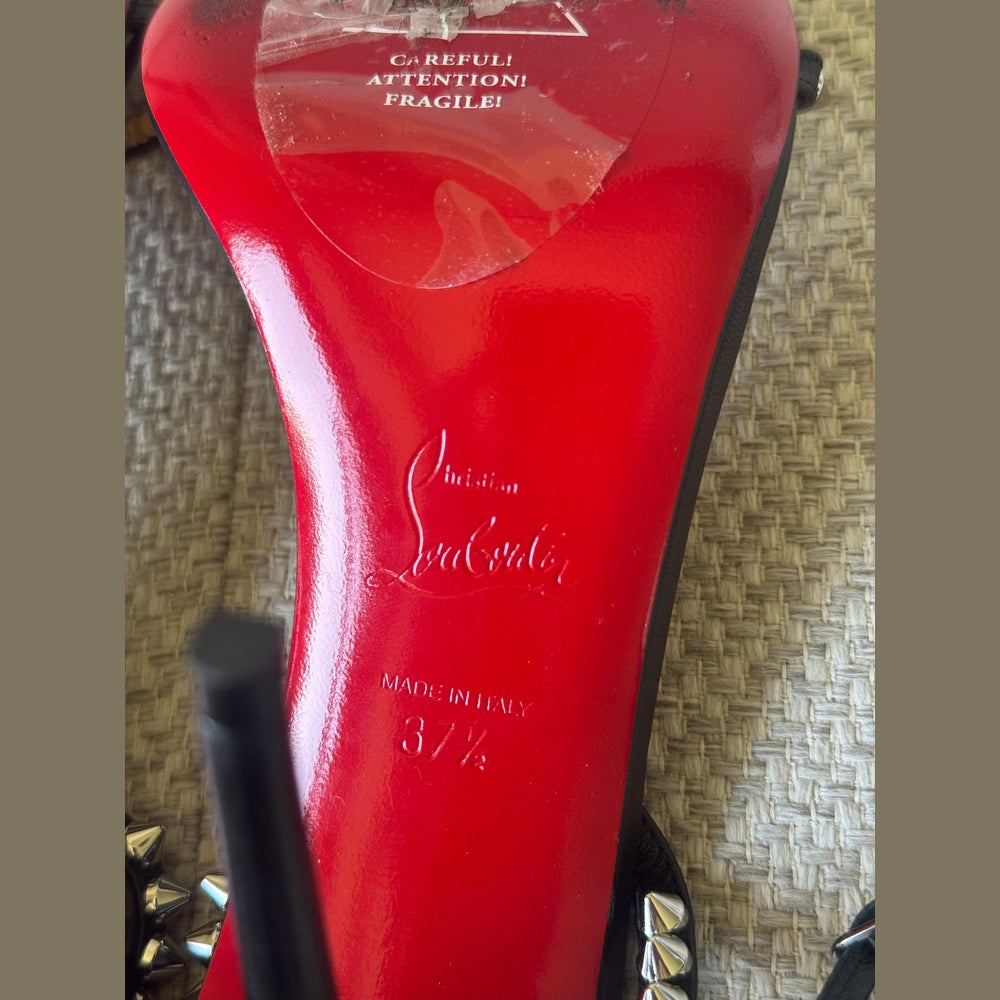 CAREFUL!
ATTENTION!
FRAGILE!
Christian
Louboutin
MADE IN ITALY
37½